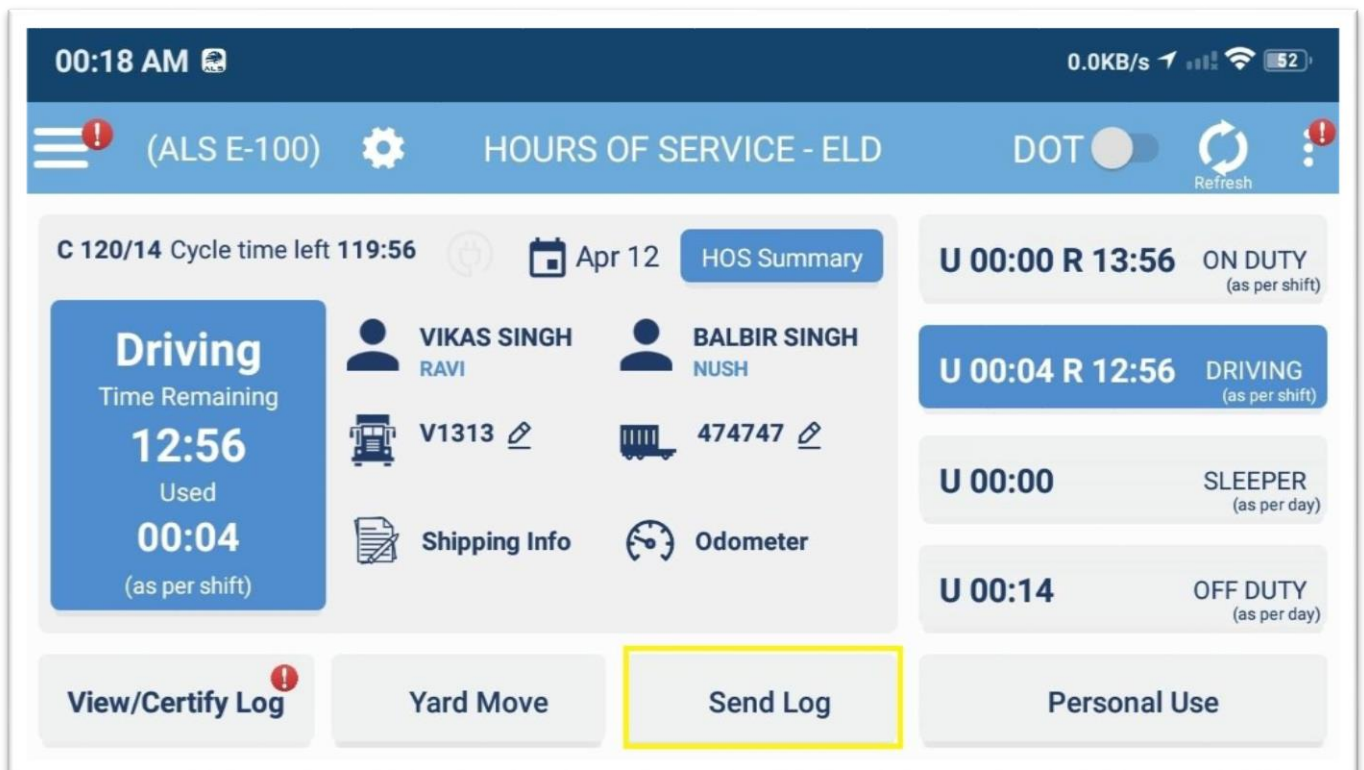 00:18 AM
0.0KB/s 52
(ALS E-100) HOURS OF SERVICE - ELD DOT
Refresh
C 120/14 Cycle time left 119:56 Apr 12 HOS Summary
Driving
Time Remaining
12:56
Used
00:04
(as per shift)
VIKAS SINGH
RAVI
BALBIR SINGH
NUSH
V1313
474747
Shipping Info
Odometer
U 00:00 R 13:56 ON DUTY
(as per shift)
U 00:04 R 12:56 DRIVING
(as per shift)
U 00:00 SLEEPER
(as per day)
U 00:14 OFF DUTY
(as per day)
View/Certify Log
Yard Move
Send Log
Personal Use